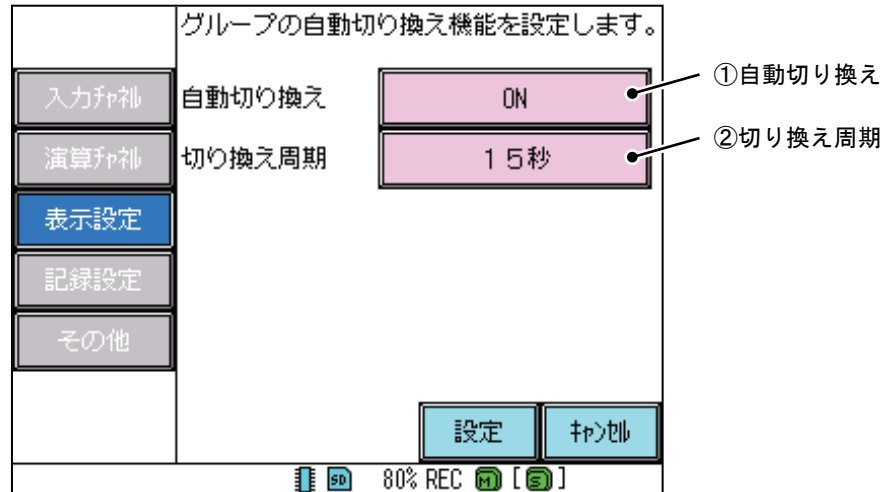 グループの自動切り換え機能を設定します。
入力ﾁｬﾈﾙ
自動切り換え
ON
①自動切り換え
演算ﾁｬﾈﾙ
切り換え周期
１５秒
②切り換え周期
表示設定
記録設定
その他
設定
ｷｬﾝｾﾙ
SD 80% REC M [S]